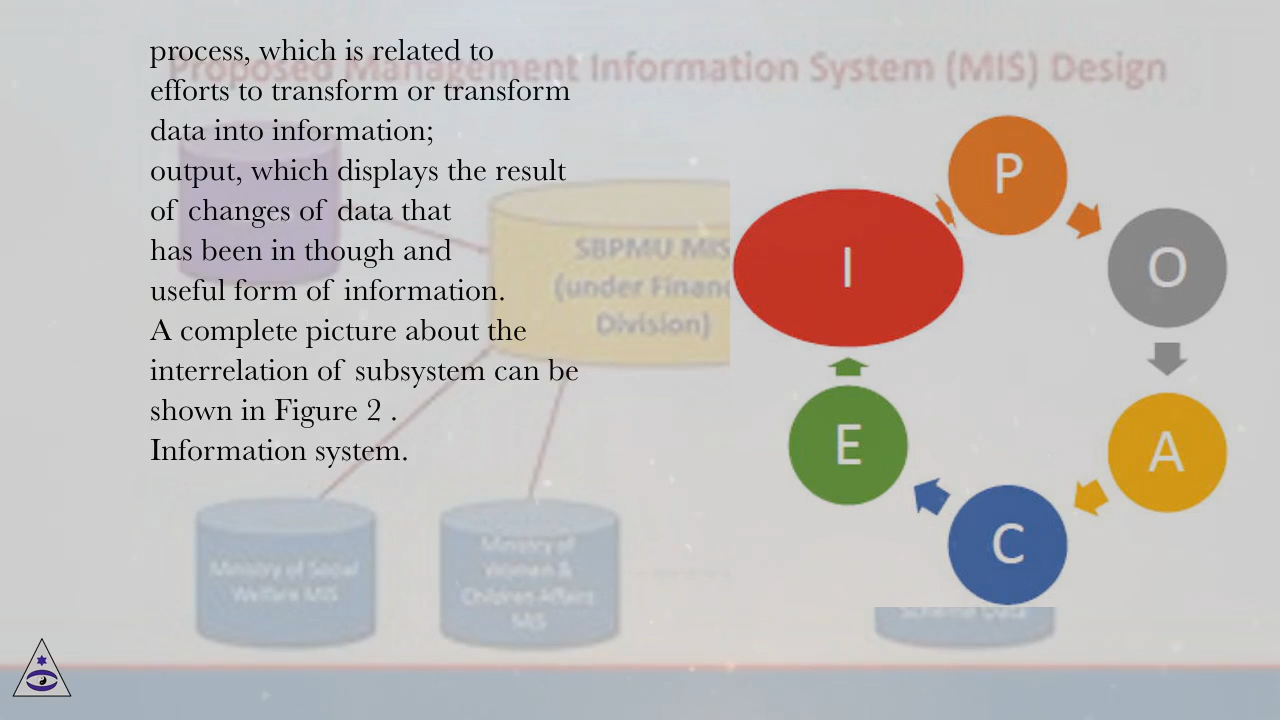 Proposed Management Information System (MIS) Design
process, which is related to
efforts to transform or transform
data into information;
output, which displays the result
of changes of data that
has been in though and
useful form of information.
A complete picture about the
interrelation of subsystem can be
shown in Figure 2 .
Information system.
SBPMU MIS
(under Finance
Division)
P
I
O
E
A
C
Ministry of Social
Welfare MIS
Ministry of
Women &
Children Affairs
MIS